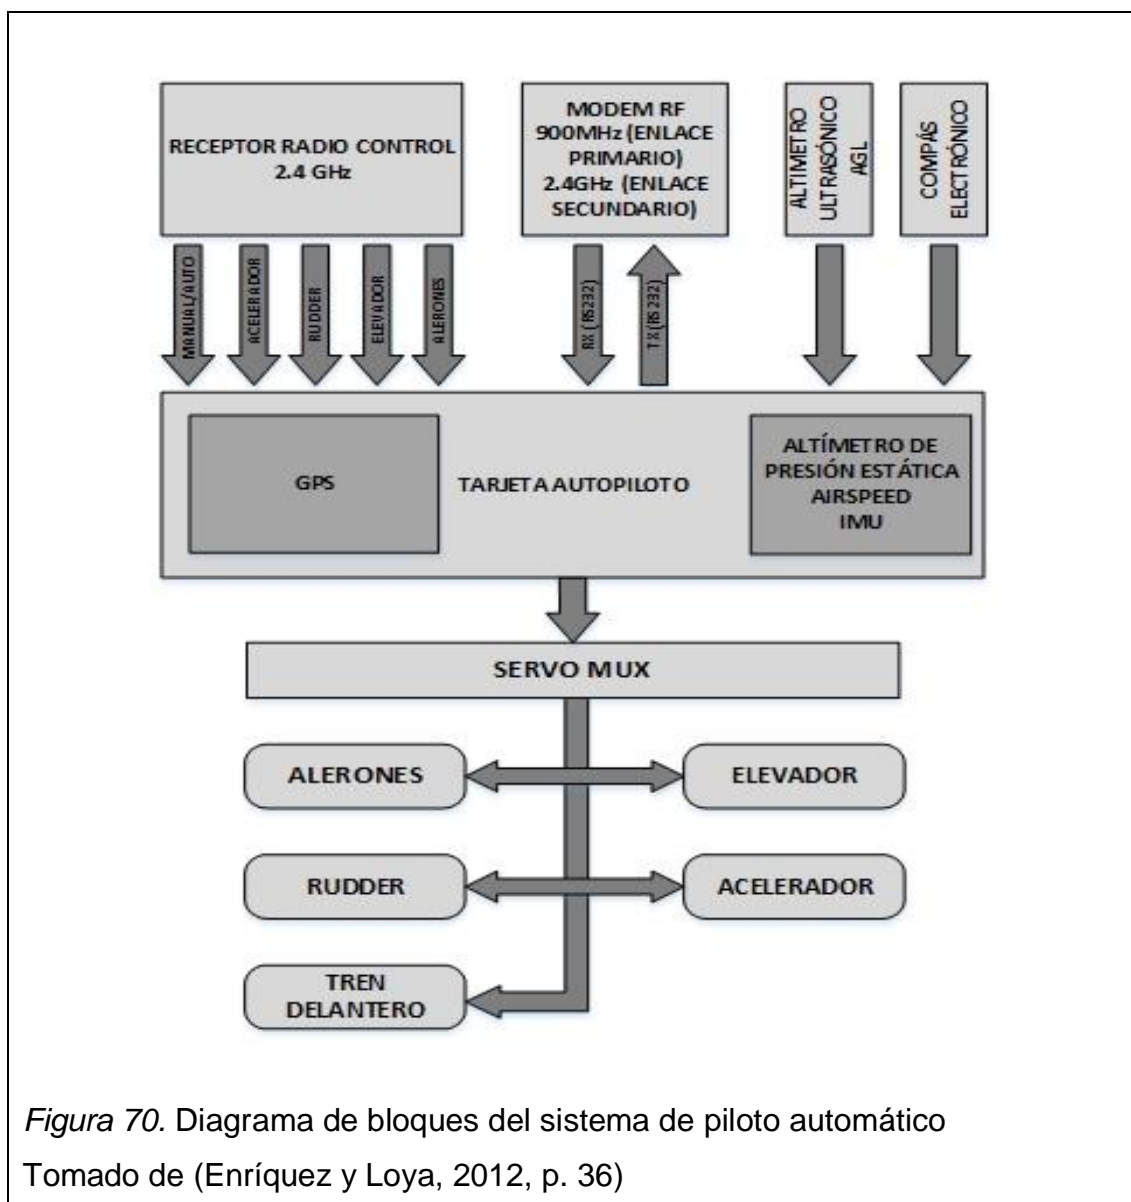 RECEPTOR RADIO CONTROL
2.4 GHz
MODEM RF
900MHz (ENLACE
PRIMARIO)
2.4GHz (ENLACE
SECUNDARIO)
ALTIMETRO
ULTRASÓNICO
AGL
COMPÁS
ELECTRÓNICO
MANUAL/AUTO
ACELERADOR
RUDDER
ELEVADOR
ALERONES
RX (RS232)
TX (RS232)
GPS
TARJETA AUTOPILOTO
ALTÍMETRO DE
PRESIÓN ESTÁTICA
AIRSPEED
IMU
SERVO MUX
ALERONES
ELEVADOR
RUDDER
ACELERADOR
TREN
DELANTERO
Figura 70. Diagrama de bloques del sistema de piloto automático
Tomado de (Enríquez y Loya, 2012, p. 36)